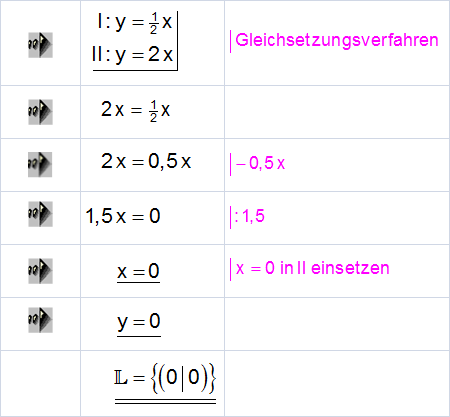 I: y = ½x
II: y = 2x |Gleichsetzungsverfahren
2x = ½x
2x = 0,5x |− 0,5x
1,5x = 0 |: 1,5
x = 0 |x = 0 in II einsetzen
y = 0
𝕃 = {(0|0)}